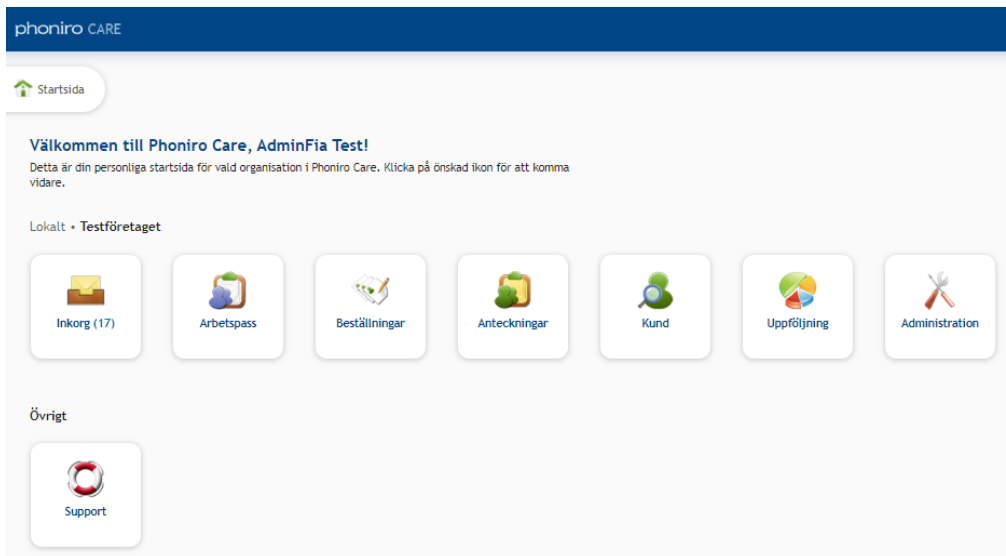 phoniro CARE
Startsida
Välkommen till Phoniro Care, AdminFia Test!
Detta är din personliga startsida för vald organisation i Phoniro Care. Klicka på önskad ikon för att komma
vidare.
Lokalt • Testföretaget
Inkorg (17)
Arbetspass
Beställningar
Anteckningar
Kund
Uppföljning
Administration
Övrigt
Support